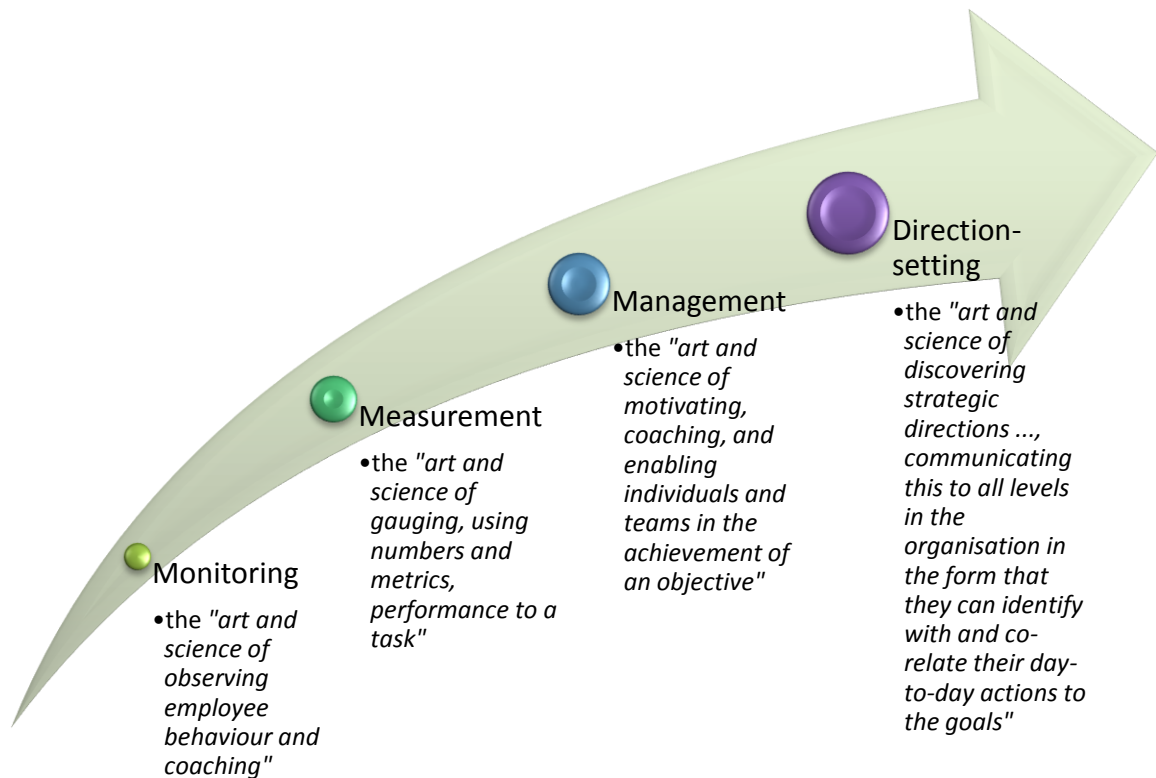 Monitoring
•the "art and
science of
observing
employee
behaviour and
coaching"
Measurement
•the "art and
science of
gauging, using
numbers and
metrics,
performance to a
task"
Management
•the "art and
science of
motivating,
coaching, and
enabling
individuals and
teams in the
achievement of
an objective"
Direction-
setting
•the "art and
science of
discovering
strategic
directions ...,
communicating
this to all levels
in the
organisation in
the form that
they can identify
with and co-
relate their day-
to-day actions to
the goals"